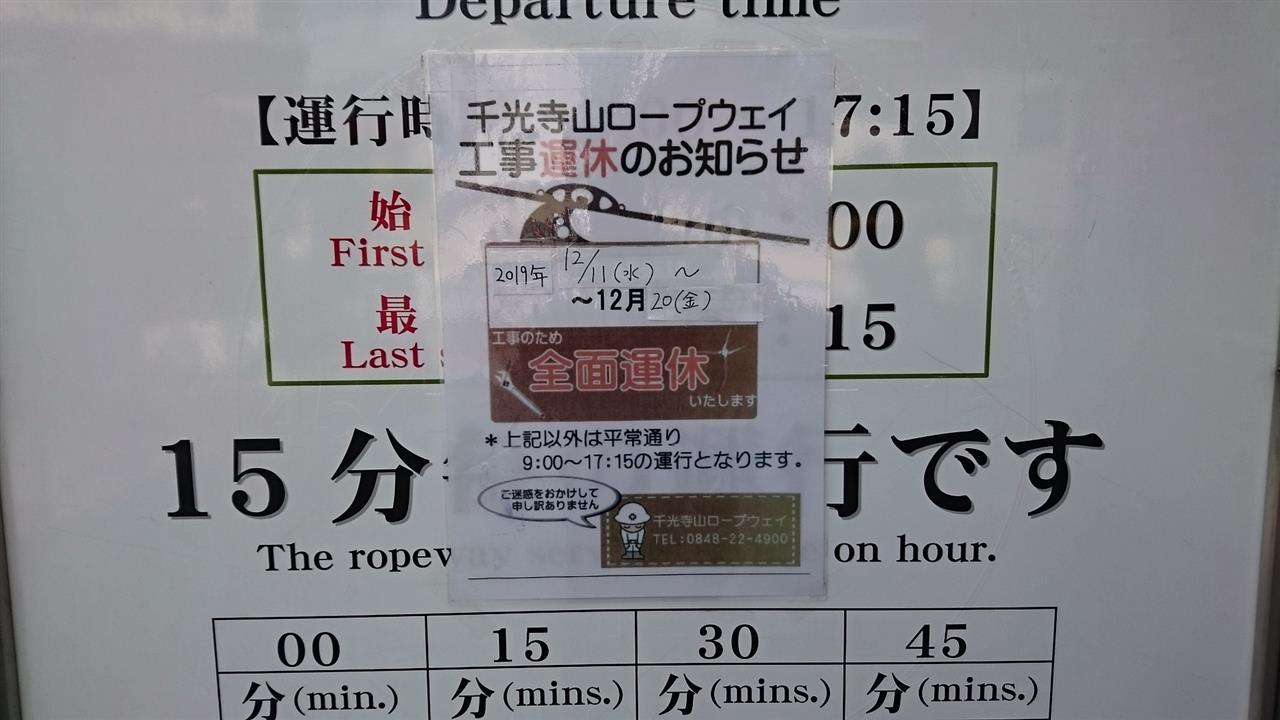 Departure time
【運行時 7:15】
千光寺山ロープウェイ
工事運休のお知らせ
始 00
First
最 15
Last
2019年 12/11(水) ～
～12月20(金)
工事のため
全面運休
いたします
＊上記以外は平常通り
9:00～17:15の運行となります。
15分 行です
ご迷惑をおかけして
申し訳ありません
千光寺山ロープウェイ
TEL:0848-22-4900
The ropeway on hour.
00 15 30 45
分(min.) 分(mins.) 分(mins.) 分(mins.)